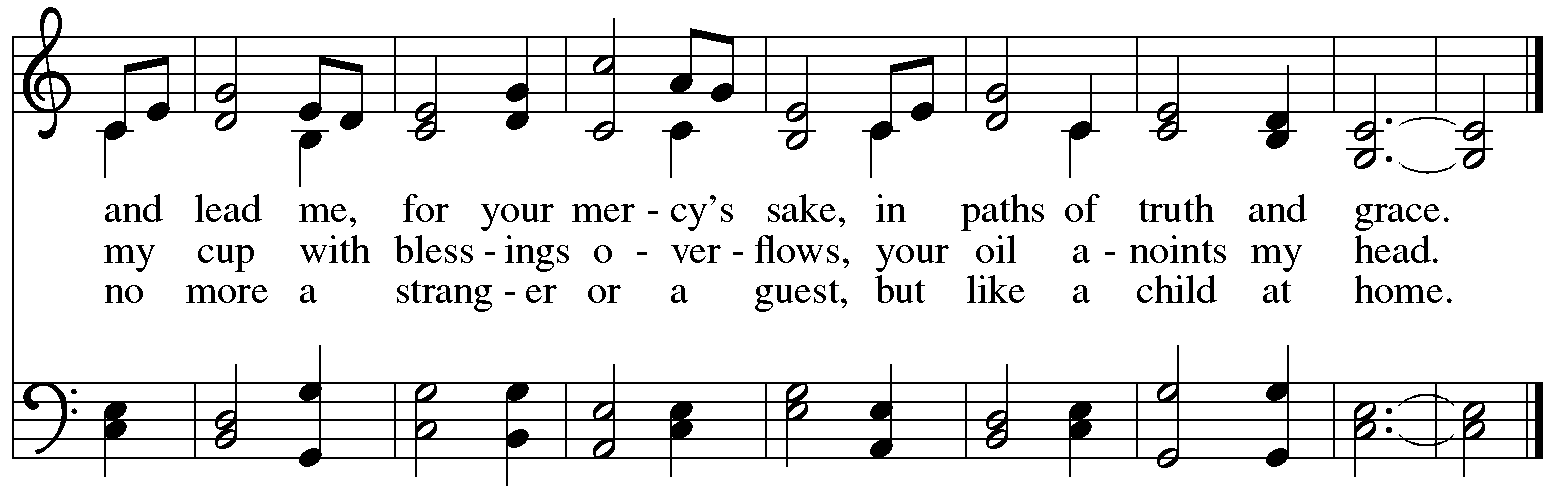 and lead me, for your mer - cy's sake, in paths of truth and grace.
my cup with bless - ings o - ver - flows, your oil a - noints my head.
no more a strang - er or a guest, but like a child at home.